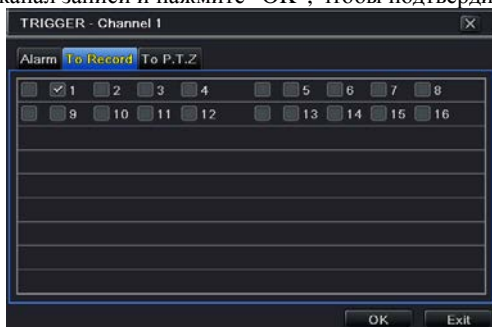 канал записи и нажмите "ОК", чтобы подтверди
TRIGGER - Channel 1
Alarm To Record To P.T.Z
1 2 3 4 5 6 7 8
9 10 11 12 13 14 15 16
OK Exit